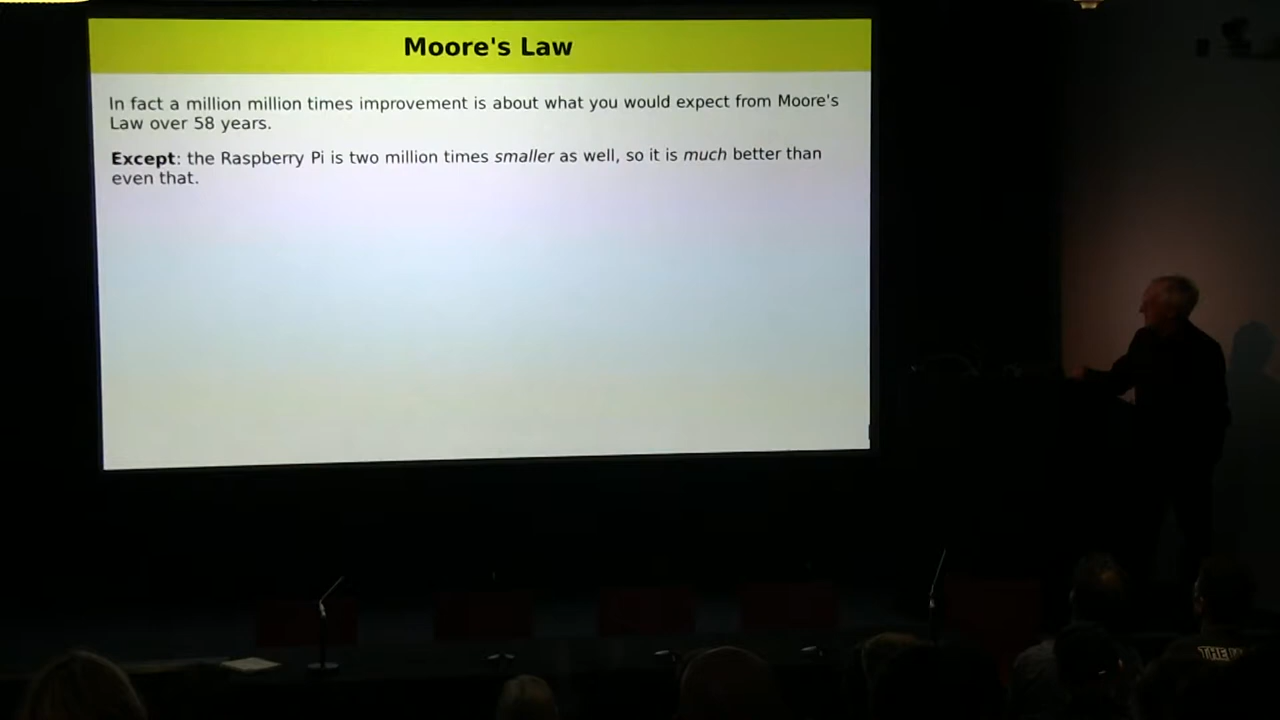 Moore's Law
In fact a million million times improvement is about what you would expect from Moore's
Law over 58 years.
Except: the Raspberry Pi is two million times smaller as well, so it is much better than
even that.